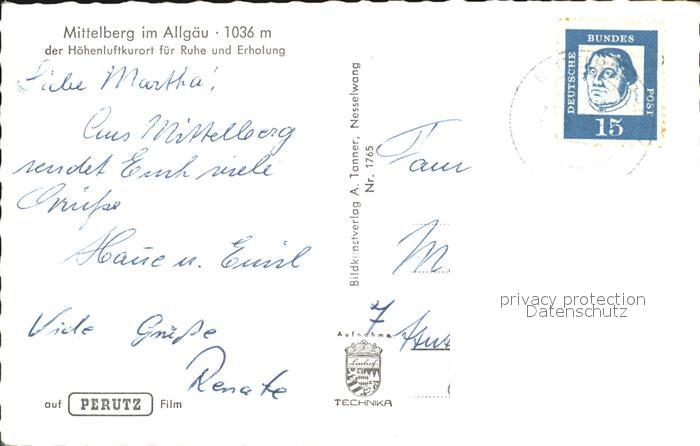 Mittelberg im Allgäu · 1036 m
der Höhenluftkurort für Ruhe und Erholung
Liebe Martha!
Aus Mittelberg
sendet Euch viele
Grüße
u. Emil
Viele Grüße
Renate
auf PERUTZ Film
Bildkunstverlag A. Tanner, Nesselwang
Nr. 1765
Aufnahme
Linhof
TECHNIKA
DEUTSCHE BUNDES POST
15
M
7
privacy protection
Datenschutz